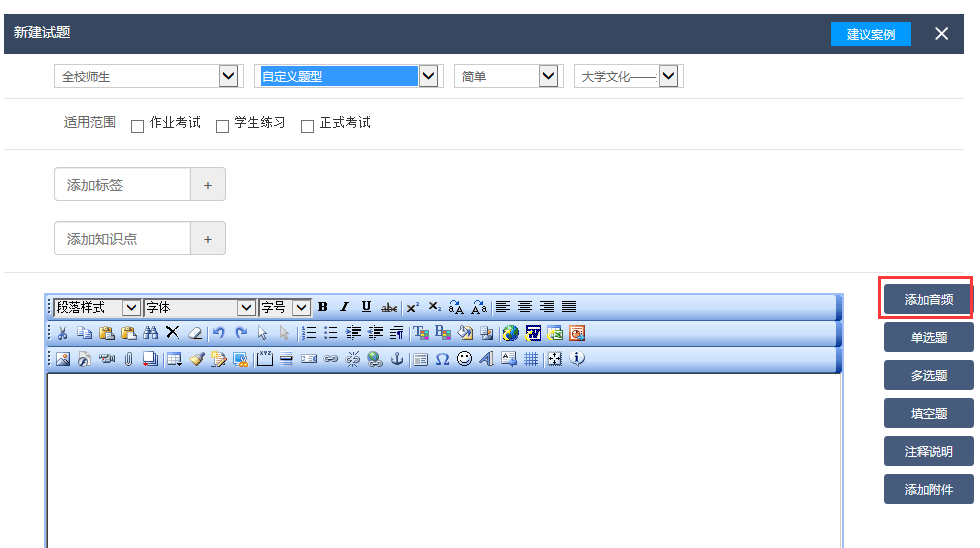 新建试题 建议案例
全校师生 自定义题型 简单 大学文化——
适用范围 作业考试 学生练习 正式考试
添加标签 +
添加知识点 +
段落样式 字体 字号 B I U abc
添加音频
单选题
多选题
填空题
注释说明
添加附件